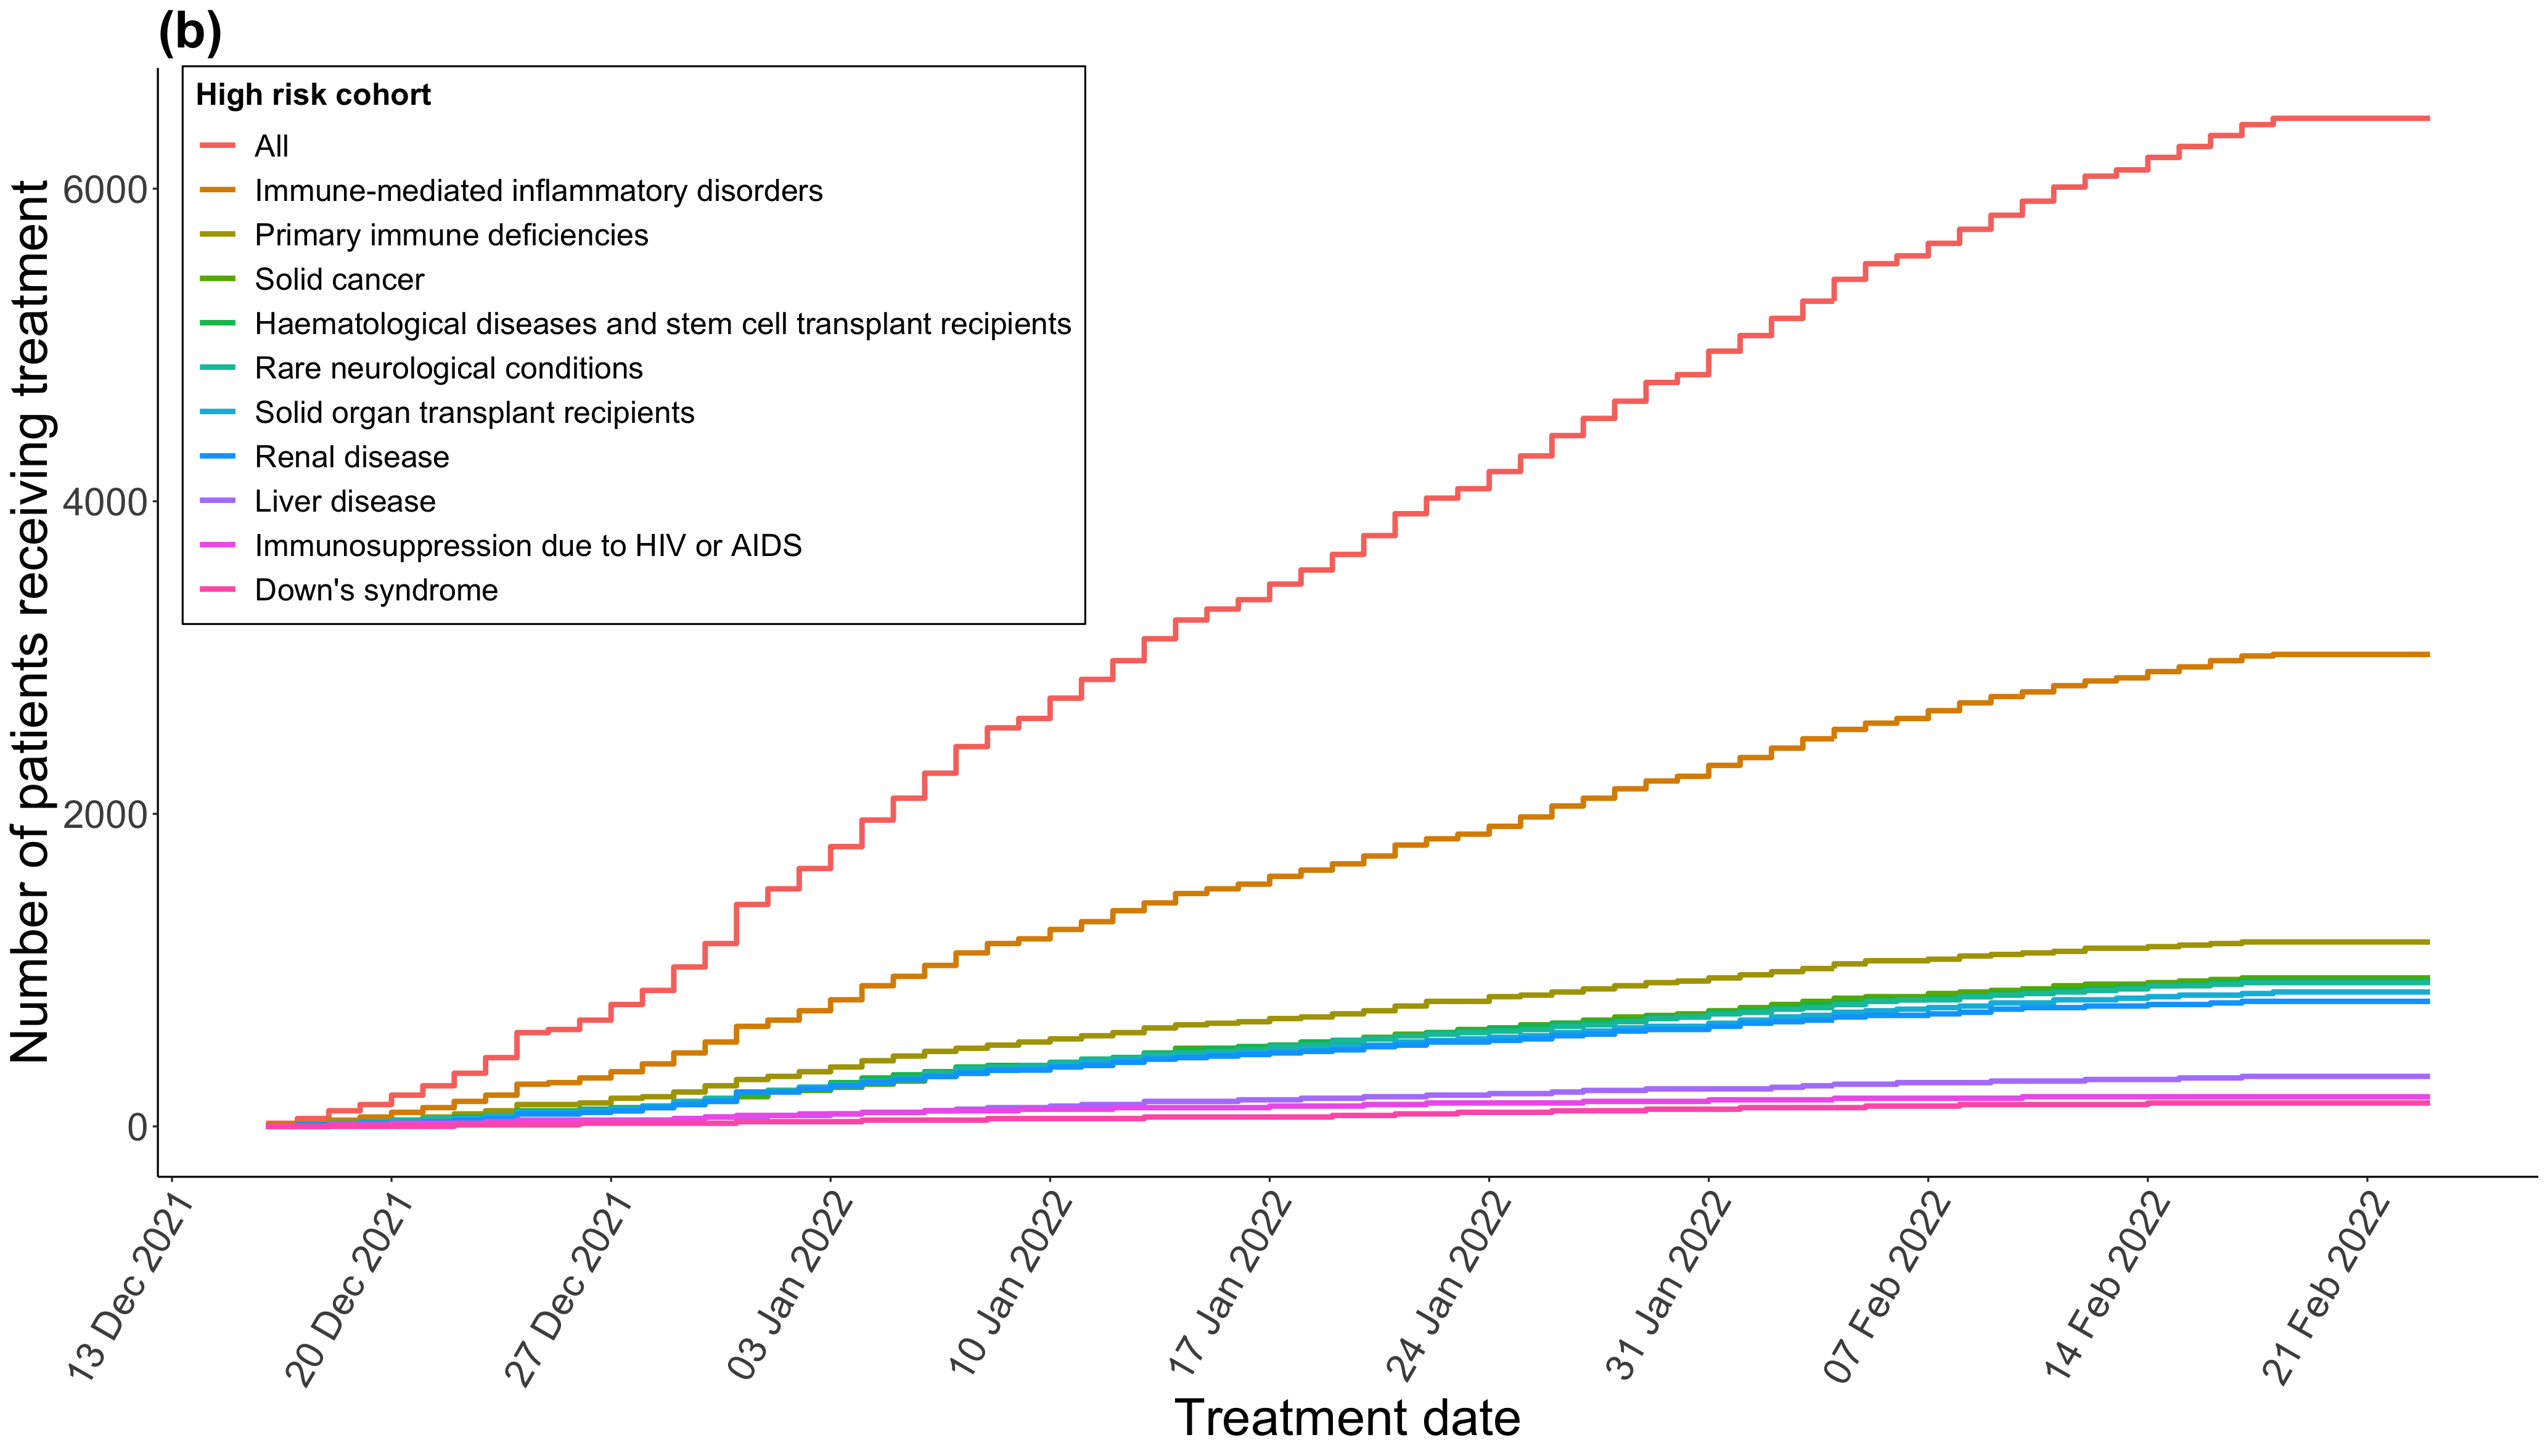 (b)
High risk cohort
All
Immune-mediated inflammatory disorders
Primary immune deficiencies
Solid cancer
Haematological diseases and stem cell transplant recipients
Rare neurological conditions
Solid organ transplant recipients
Renal disease
Liver disease
Immunosuppression due to HIV or AIDS
Down's syndrome
Number of patients receiving treatment
6000
4000
2000
0
13 Dec 2021
20 Dec 2021
27 Dec 2021
03 Jan 2022
10 Jan 2022
17 Jan 2022
24 Jan 2022
31 Jan 2022
07 Feb 2022
14 Feb 2022
21 Feb 2022
Treatment date